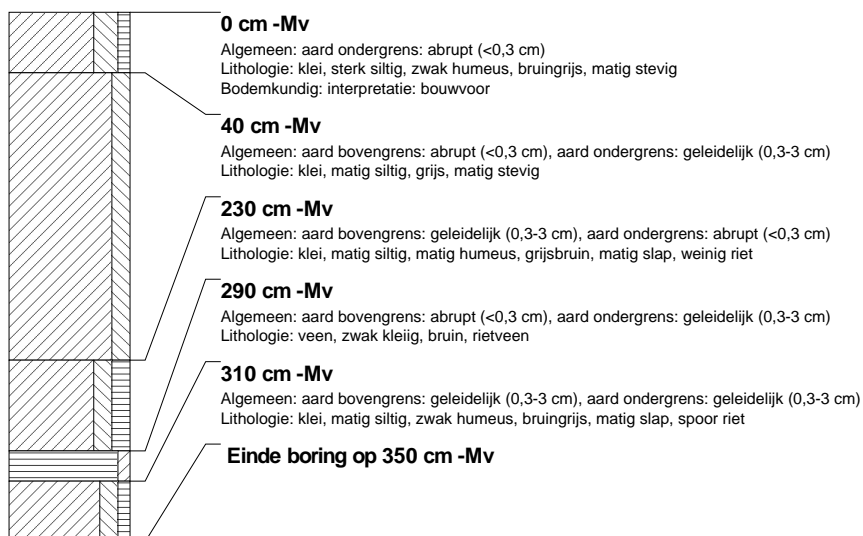 0 cm -Mv
Algemeen: aard ondergrens: abrupt (<0,3 cm)
Lithologie: klei, sterk siltig, zwak humeus, bruingrijs, matig stevig
Bodemkundig: interpretatie: bouwvoor
40 cm -Mv
Algemeen: aard bovengrens: abrupt (<0,3 cm), aard ondergrens: geleidelijk (0,3-3 cm)
Lithologie: klei, matig siltig, grijs, matig stevig
230 cm -Mv
Algemeen: aard bovengrens: geleidelijk (0,3-3 cm), aard ondergrens: abrupt (<0,3 cm)
Lithologie: klei, matig siltig, matig humeus, grijsbruin, matig slap, weinig riet
290 cm -Mv
Algemeen: aard bovengrens: abrupt (<0,3 cm), aard ondergrens: geleidelijk (0,3-3 cm)
Lithologie: veen, zwak kleiig, bruin, rietveen
310 cm -Mv
Algemeen: aard bovengrens: geleidelijk (0,3-3 cm), aard ondergrens: geleidelijk (0,3-3 cm)
Lithologie: klei, matig siltig, zwak humeus, bruingrijs, matig slap, spoor riet
Einde boring op 350 cm -Mv